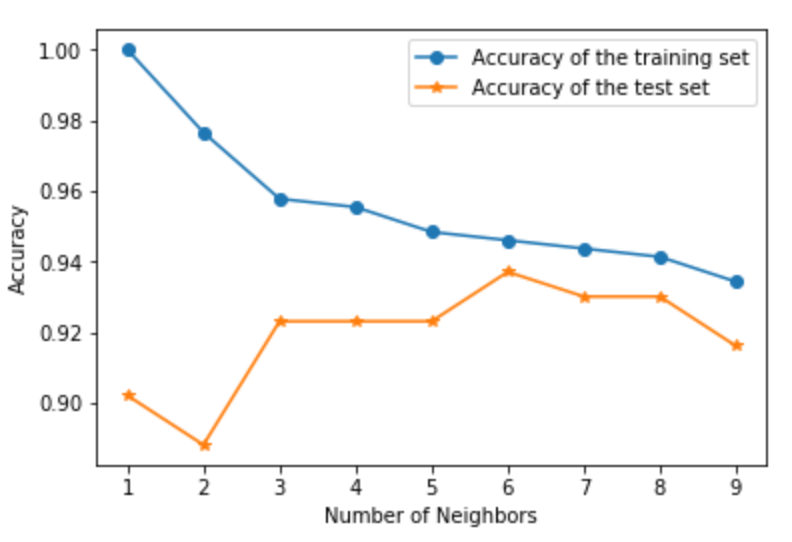 Accuracy of the training set
Accuracy of the test set
1.00
0.98
0.96
0.94
0.92
0.90
Accuracy
1 2 3 4 5 6 7 8 9
Number of Neighbors